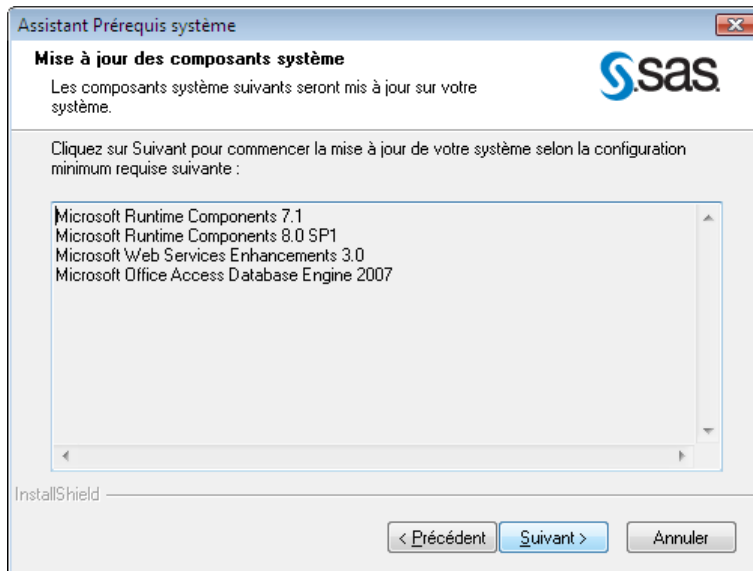 Assistant Prérequis système
Mise à jour des composants système
Les composants système suivants seront mis à jour sur votre
système.
sas
Cliquez sur Suivant pour commencer la mise à jour de votre système selon la configuration
minimum requise suivante :
Microsoft Runtime Components 7.1
Microsoft Runtime Components 8.0 SP1
Microsoft Web Services Enhancements 3.0
Microsoft Office Access Database Engine 2007
InstallShield
< Précédent
Suivant >
Annuler